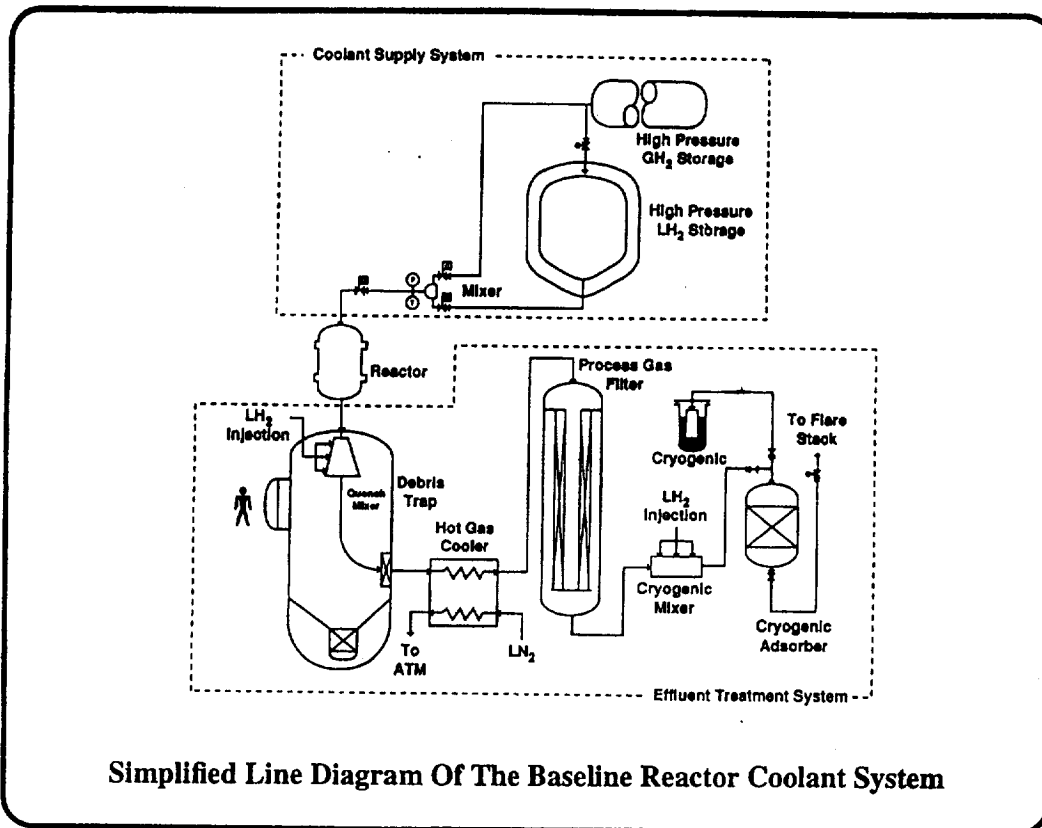 Coolant Supply System
High Pressure
GH2 Storage
High Pressure
LH2 Storage
P
T
Mixer
Reactor
Process Gas
Filter
LH2
Injection
Quench
Mixer
Debris
Trap
Hot Gas
Cooler
To
ATM
LN2
Cryogenic
To Flare
Stack
LH2
Injection
Cryogenic
Mixer
Cryogenic
Adsorber
Effluent Treatment System
Simplified Line Diagram Of The Baseline Reactor Coolant System